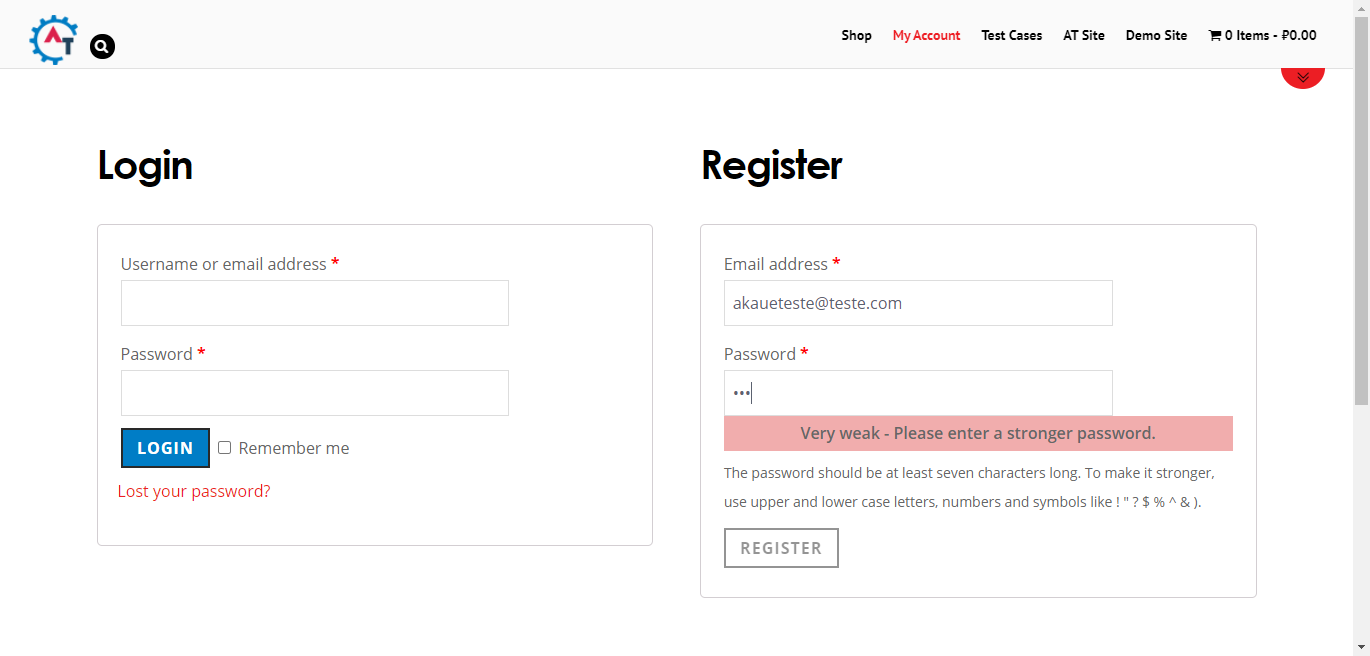 AT
Shop My Account Test Cases AT Site Demo Site 0 Items - ₽0.00
Login
Username or email address *
Password *
LOGIN Remember me
Lost your password?
Register
Email address *
akaueteste@teste.com
Password *
•••
Very weak - Please enter a stronger password.
The password should be at least seven characters long. To make it stronger,
use upper and lower case letters, numbers and symbols like ! " ? $ % ^ & ).
REGISTER